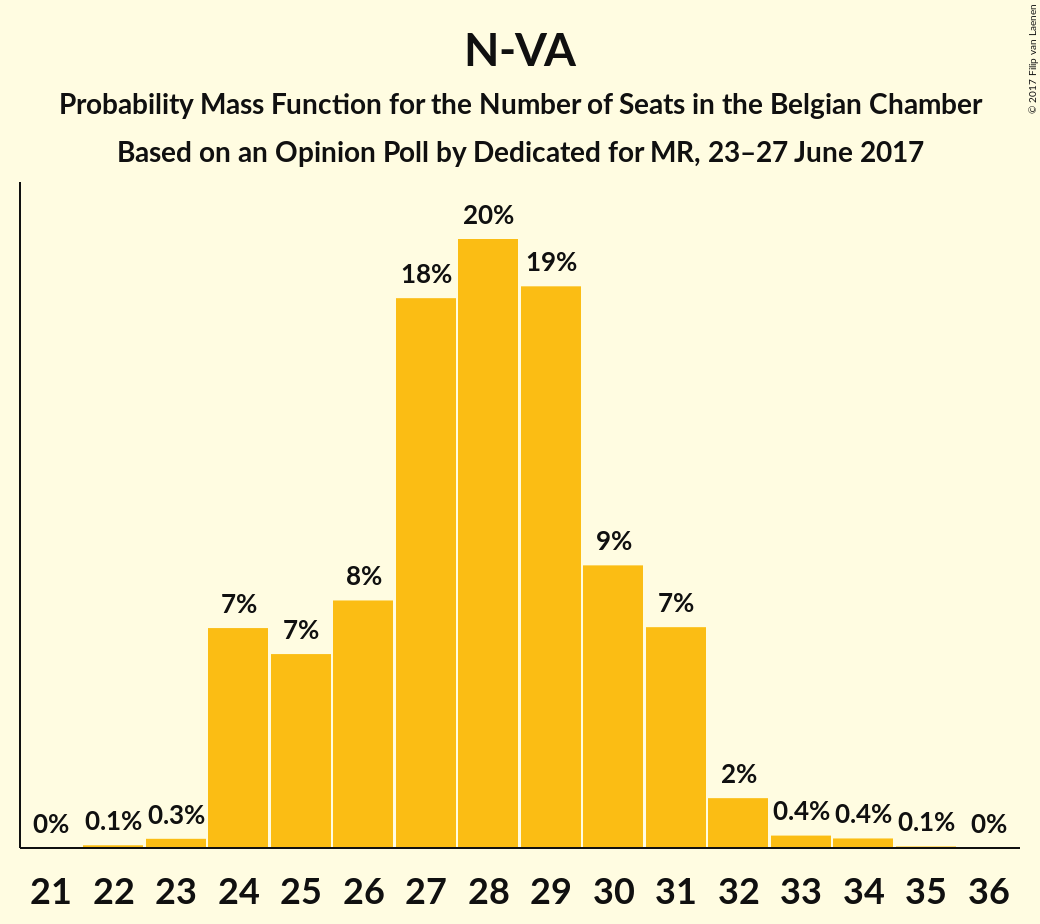 N-VA
Probability Mass Function for the Number of Seats in the Belgian Chamber
Based on an Opinion Poll by Dedicated for MR, 23–27 June 2017
© 2017 Filip van Laenen
0% 0.1% 0.3% 7% 7% 8% 18% 20% 19% 9% 7% 2% 0.4% 0.4% 0.1% 0%
21 22 23 24 25 26 27 28 29 30 31 32 33 34 35 36